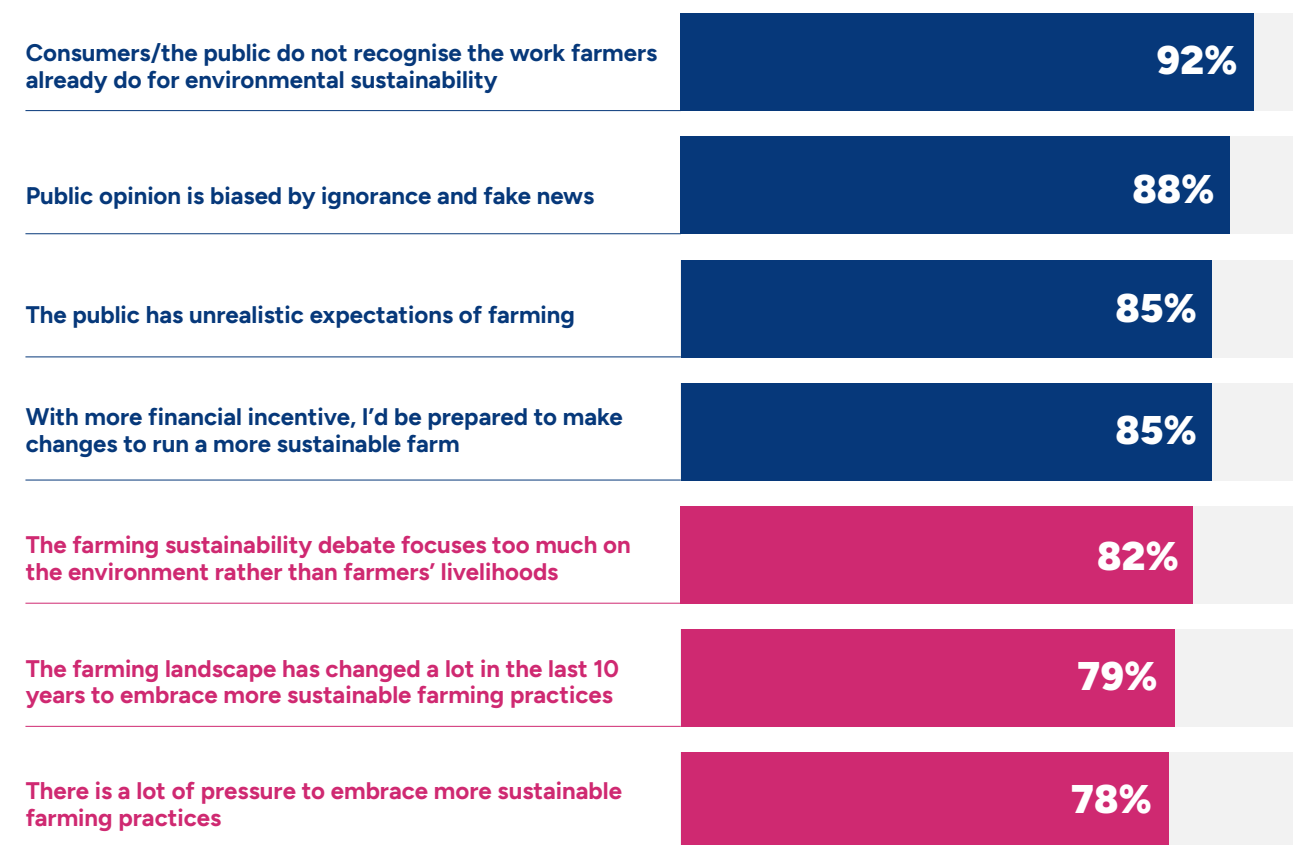 Consumers/the public do not recognise the work farmers
already do for environmental sustainability
92%
Public opinion is biased by ignorance and fake news
88%
The public has unrealistic expectations of farming
85%
With more financial incentive, I’d be prepared to make
changes to run a more sustainable farm
85%
The farming sustainability debate focuses too much on
the environment rather than farmers’ livelihoods
82%
The farming landscape has changed a lot in the last 10
years to embrace more sustainable farming practices
79%
There is a lot of pressure to embrace more sustainable
farming practices
78%